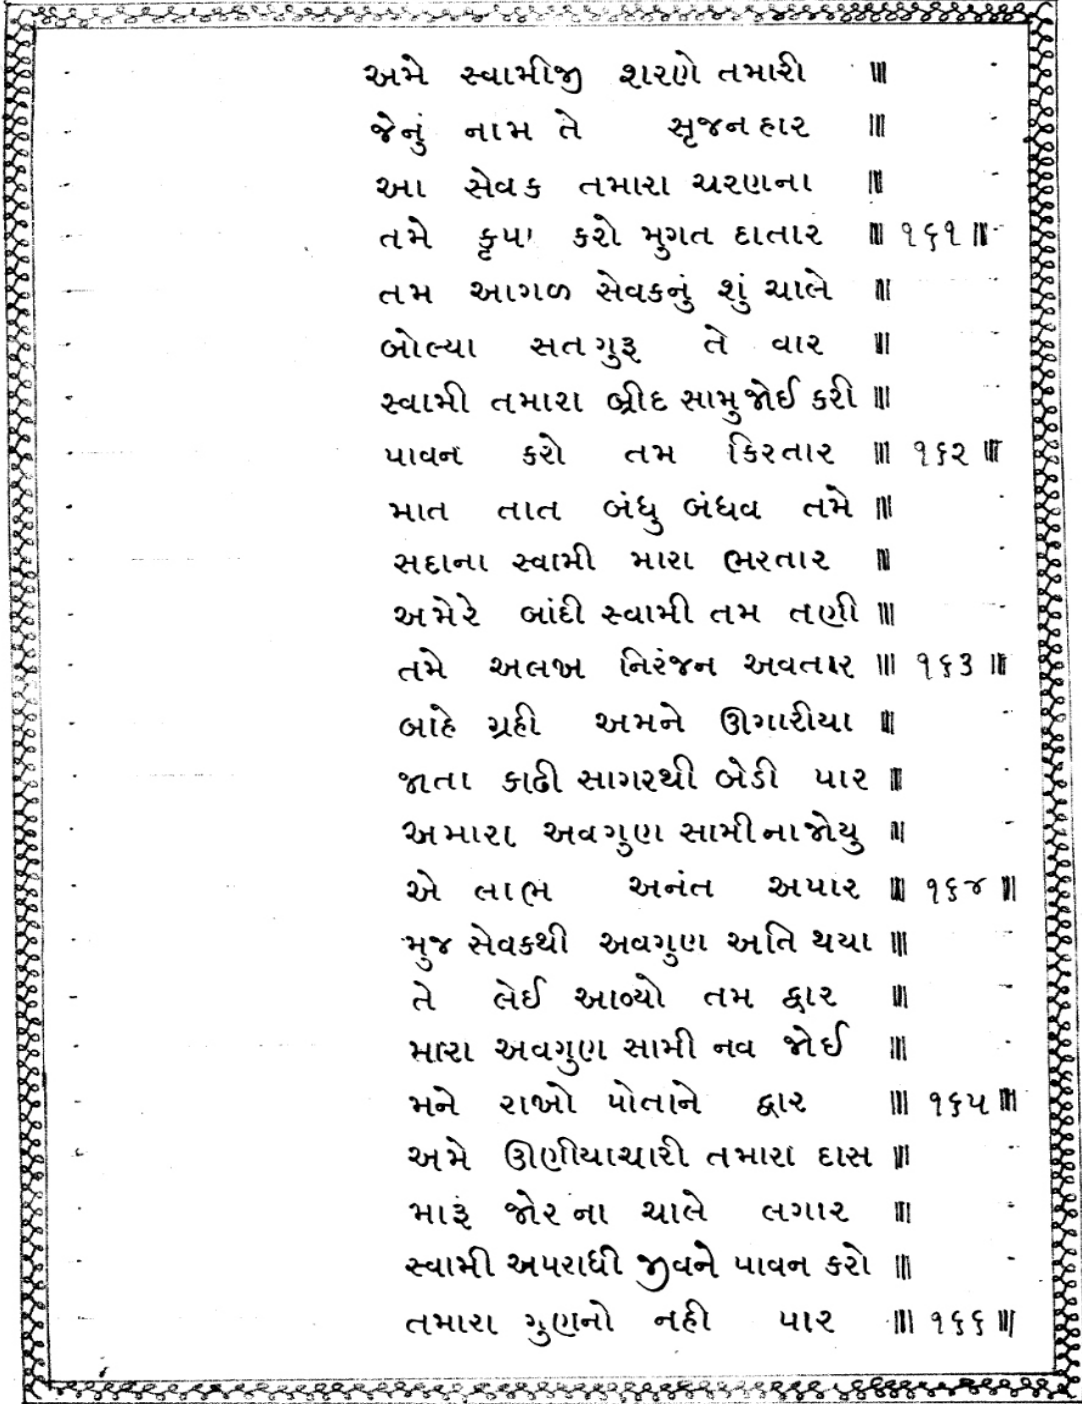 અમે સ્વામીજી શરણે તમારી ॥
જેનું નામ તે સૃજનહાર ॥
આ સેવક તમારા ચરણના ॥
તમે કૃપા કરો મુગત દાતાર ॥ ૧૬૧ ॥
તમ આગળ સેવકનું શું ચાલે ॥
બોલ્યા સતગુરૂ તે વાર ॥
સ્વામી તમારા બ્રીદ સામુ જોઈ કરી ॥
પાવન કરો તમ કિરતાર ॥ ૧૬૨ ॥
માત તાત બંધુ બંધવ તમે ॥
સદાના સ્વામી મારા ભરતાર ॥
અમેરે બાંદી સ્વામી તમ તણી ॥
તમે અલખ નિરંજન અવતાર ॥ ૧૬૩ ॥
બાંહે ગ્રહી અમને ઊગારીયા ॥
જાતા કાઢી સાગરથી બેડી પાર ॥
અમારા અવગુણ સામી ના જોયુ ॥
એ લાભ અનંત અપાર ॥ ૧૬૪ ॥
મુજ સેવકથી અવગુણ અતિ થયા ॥
તે લેઈ આવ્યો તમ દ્વાર ॥
મારા અવગુણ સામી નવ જોઈ ॥
મને રાખો પોતાને દ્વાર ॥ ૧૬૫ ॥
અમે ઊણીયાચારી તમારા દાસ ॥
મારૂં જોર ના ચાલે લગાર ॥
સ્વામી અપરાધી જીવને પાવન કરો ॥
તમારા ગુણનો નહી પાર ॥ ૧૬૬ ॥